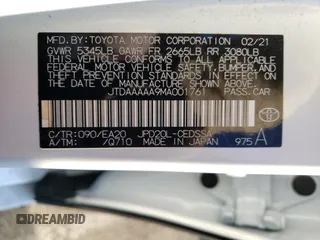 MFD.BY:TOYOTA MOTOR CORPORATION 02/21
GVWR 5345LB GAWR FR 2665LB RR 3080LB
THIS VEHICLE CONFORMS TO ALL APPLICABLE
FEDERAL MOTOR VEHICLE SAFETY, BUMPER, AND
THEFT PREVENTION STANDARDS IN EFFECT ON
THE DATE OF MANUFACTURE SHOWN ABOVE.
JTDAAAAA9MA001761 PASS.CAR
C/TR:090/EA20 JPD20L-CEDSSA
A/TM: /Q710 MADE IN JAPAN 975 A
TOYOTA
DREAMBID.COM